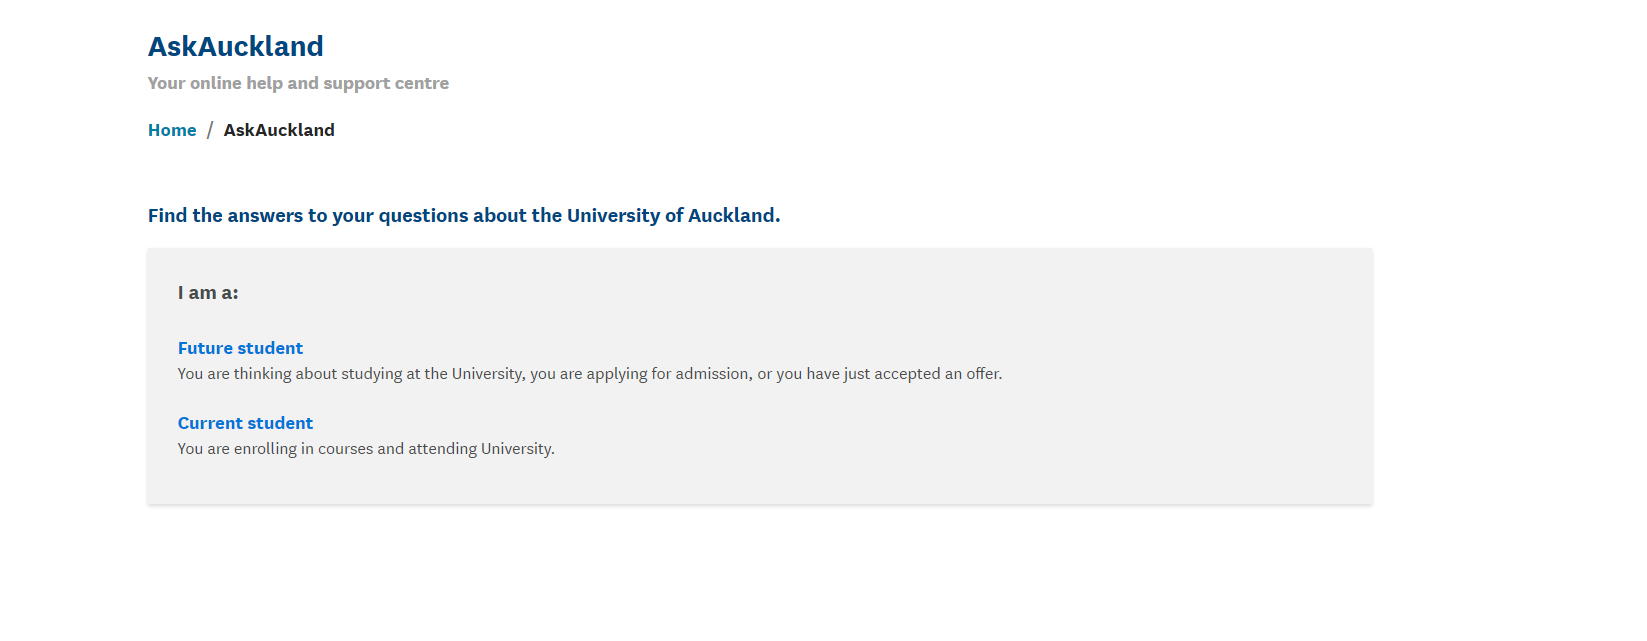 AskAuckland
Your online help and support centre
Home / AskAuckland
Find the answers to your questions about the University of Auckland.
I am a:
Future student
You are thinking about studying at the University, you are applying for admission, or you have just accepted an offer.
Current student
You are enrolling in courses and attending University.